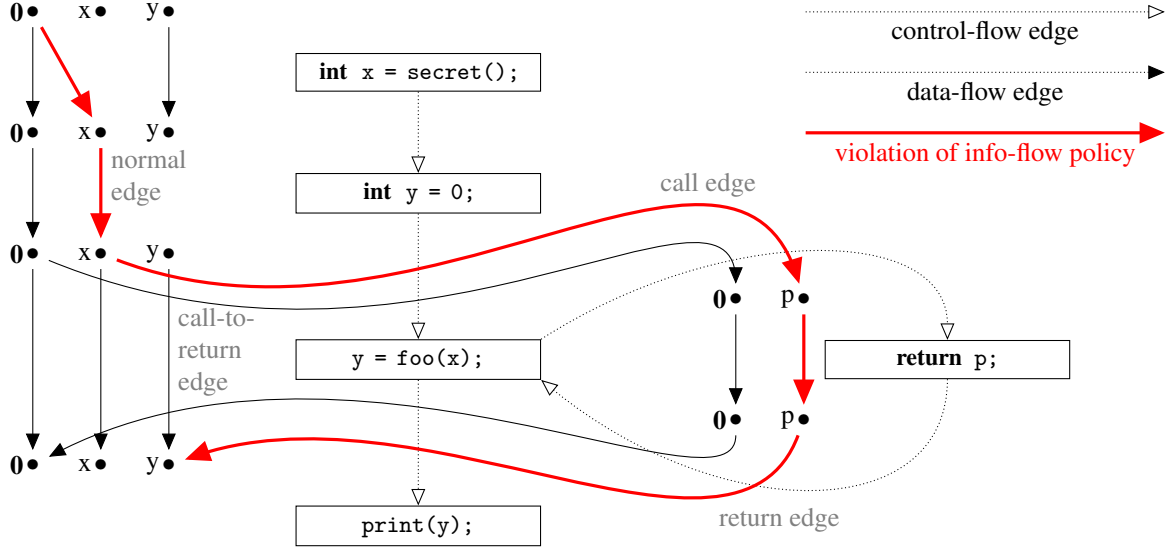 0 x y
control-flow edge
int x = secret();
data-flow edge
0 x y
violation of info-flow policy
normal
edge
int y = 0;
call edge
0 x y
0 p
call-to-
return
edge
y = foo(x);
return p;
0 p
0 x y
return edge
print(y);